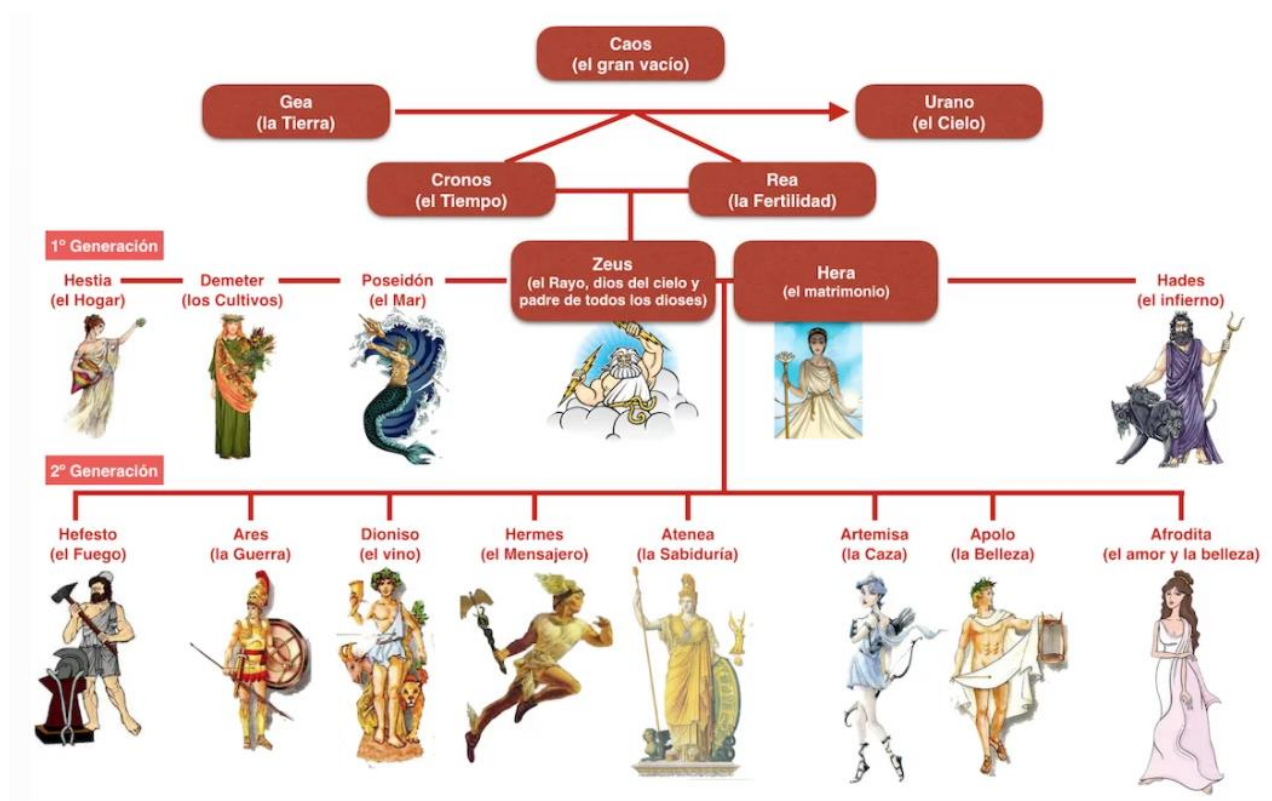 Caos
(el gran vacío)
Gea
(la Tierra)
Urano
(el Cielo)
Cronos
(el Tiempo)
Rea
(la Fertilidad)
1º Generación
Hestia
(el Hogar)
Demeter
(los Cultivos)
Poseidón
(el Mar)
Zeus
(el Rayo, dios del cielo y
padre de todos los dioses)
Hera
(el matrimonio)
Hades
(el infierno)
2º Generación
Hefesto
(el Fuego)
Ares
(la Guerra)
Dioniso
(el vino)
Hermes
(el Mensajero)
Atenea
(la Sabiduría)
Artemisa
(la Caza)
Apolo
(la Belleza)
Afrodita
(el amor y la belleza)